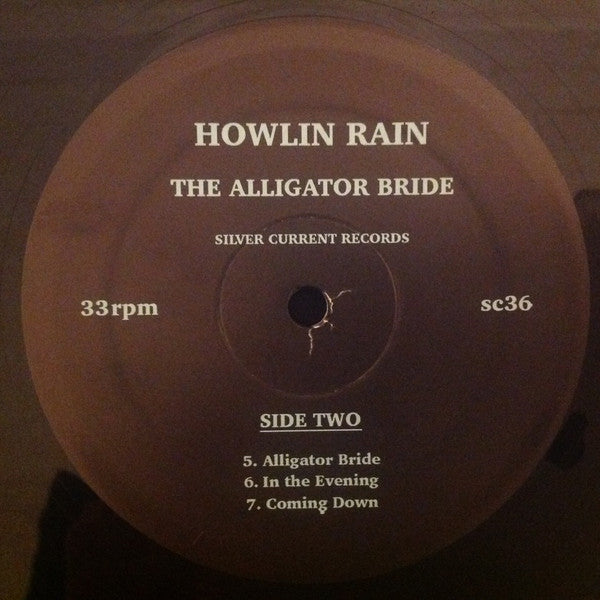 HOWLIN RAIN
THE ALLIGATOR BRIDE
SILVER CURRENT RECORDS
33rpm
sc36
SIDE TWO
5. Alligator Bride
6. In the Evening
7. Coming Down